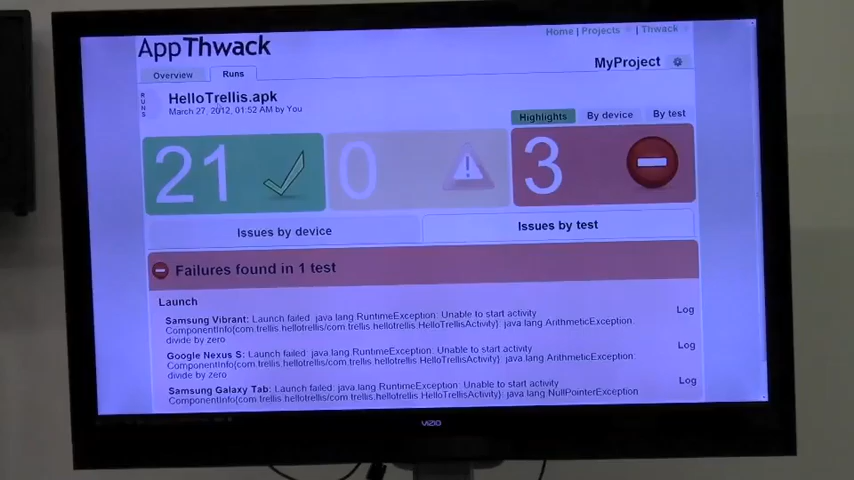 AppThwack
Home | Projects | Thwack
Overview Runs
MyProject
RUNS
HelloTrellis.apk
March 27, 2012, 01:52 AM by You
Highlights By device By test
21 0 3
Issues by device Issues by test
Failures found in 1 test
Launch
Samsung Vibrant: Launch failed: java.lang.RuntimeException: Unable to start activity Log
ComponentInfo{com.trellis.hellotrellis/com.trellis.hellotrellis.HelloTrellisActivity}: java.lang.ArithmeticException:
divide by zero
Google Nexus S: Launch failed: java.lang.RuntimeException: Unable to start activity Log
ComponentInfo{com.trellis.hellotrellis/com.trellis.hellotrellis.HelloTrellisActivity}: java.lang.ArithmeticException:
divide by zero
Samsung Galaxy Tab: Launch failed: java.lang.RuntimeException: Unable to start activity Log
ComponentInfo{com.trellis.hellotrellis/com.trellis.hellotrellis.HelloTrellisActivity}: java.lang.NullPointerException
VIZIO